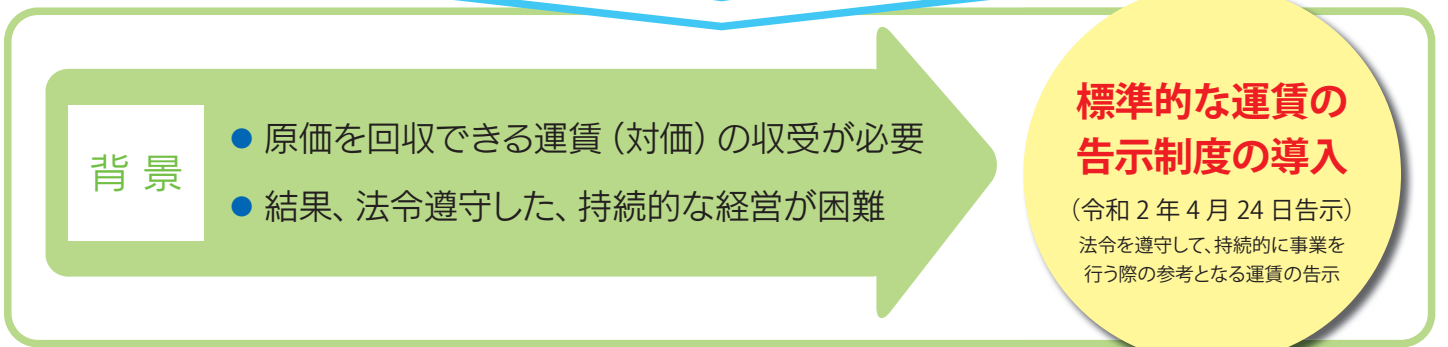 背景
● 原価を回収できる運賃（対価）の収受が必要
● 結果、法令遵守した、持続的な経営が困難
標準的な運賃の
告示制度の導入
（令和 2 年 4 月 24 日告示）
法令を遵守して、持続的に事業を
行う際の参考となる運賃の告示